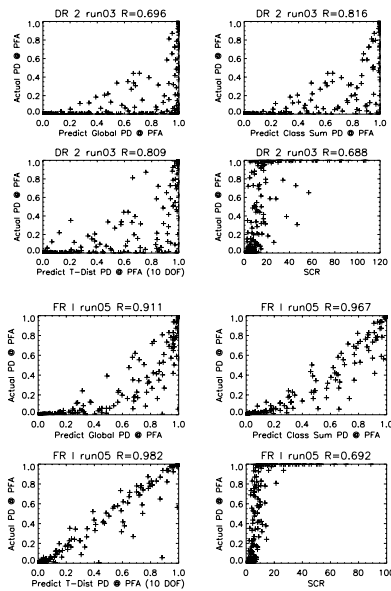 DR 2 run03 R=0.696
Actual PD @ PFA
1.0
0.8
0.6
0.4
0.2
0.0
0.0 0.2 0.4 0.6 0.8 1.0
Predict Global PD @ PFA
DR 2 run03 R=0.816
Actual PD @ PFA
1.0
0.8
0.6
0.4
0.2
0.0
0.0 0.2 0.4 0.6 0.8 1.0
Predict Class Sum PD @ PFA
DR 2 run03 R=0.809
Actual PD @ PFA
1.0
0.8
0.6
0.4
0.2
0.0
0.0 0.2 0.4 0.6 0.8 1.0
Predict T-Dist PD @ PFA (10 DOF)
DR 2 run03 R=0.688
Actual PD @ PFA
1.0
0.8
0.6
0.4
0.2
0.0
0 20 40 60 80 100 120
SCR
FR I run05 R=0.911
Actual PD @ PFA
1.0
0.8
0.6
0.4
0.2
0.0
0.0 0.2 0.4 0.6 0.8 1.0
Predict Global PD @ PFA
FR I run05 R=0.967
Actual PD @ PFA
1.0
0.8
0.6
0.4
0.2
0.0
0.0 0.2 0.4 0.6 0.8 1.0
Predict Class Sum PD @ PFA
FR I run05 R=0.982
Actual PD @ PFA
1.0
0.8
0.6
0.4
0.2
0.0
0.0 0.2 0.4 0.6 0.8 1.0
Predict T-Dist PD @ PFA (10 DOF)
FR I run05 R=0.692
Actual PD @ PFA
1.0
0.8
0.6
0.4
0.2
0.0
0 20 40 60 80 100
SCR